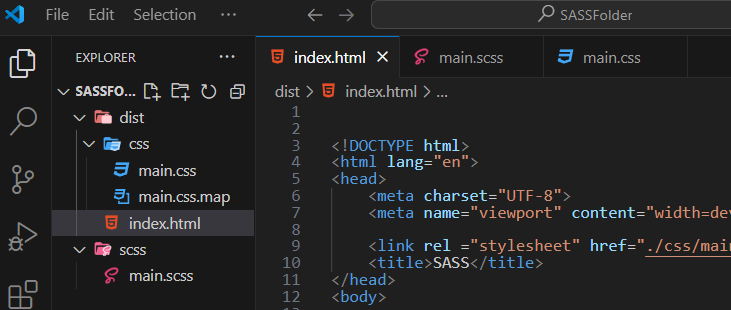 File Edit Selection ··· SASSFolder
EXPLORER ···
index.html main.scss main.css
SASSFO...
dist > index.html > ...
dist
css
main.css
main.css.map
index.html
scss
main.scss
1
2
3 <!DOCTYPE html>
4 <html lang="en">
5 <head>
6 <meta charset="UTF-8">
7 <meta name="viewport" content="width=dev
8
9 <link rel ="stylesheet" href="./css/main
10 <title>SASS</title>
11 </head>
12 <body>